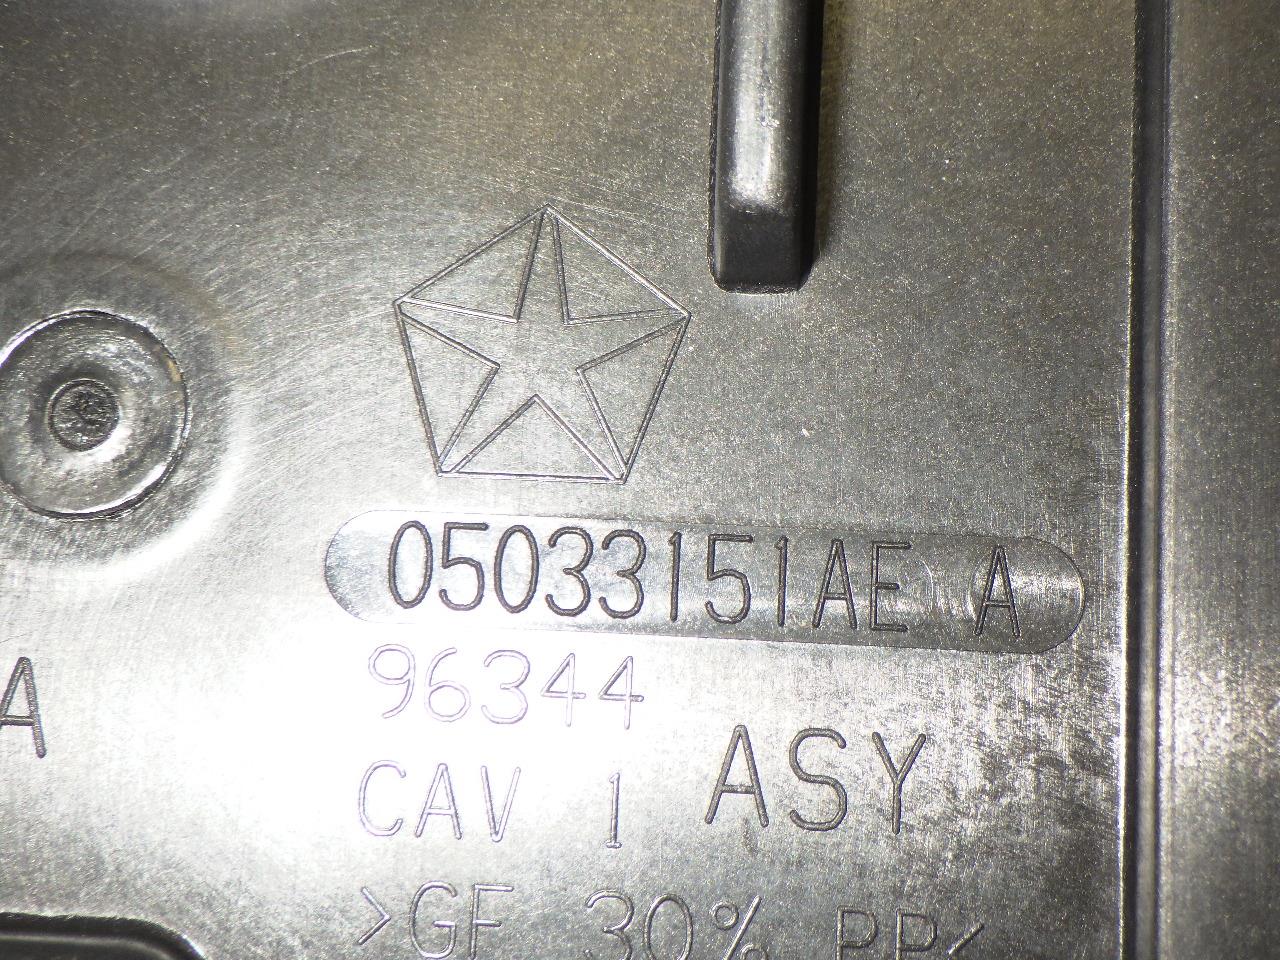 05033151AE A
96344
A
CAV 1 ASY
>GF 30% PP<